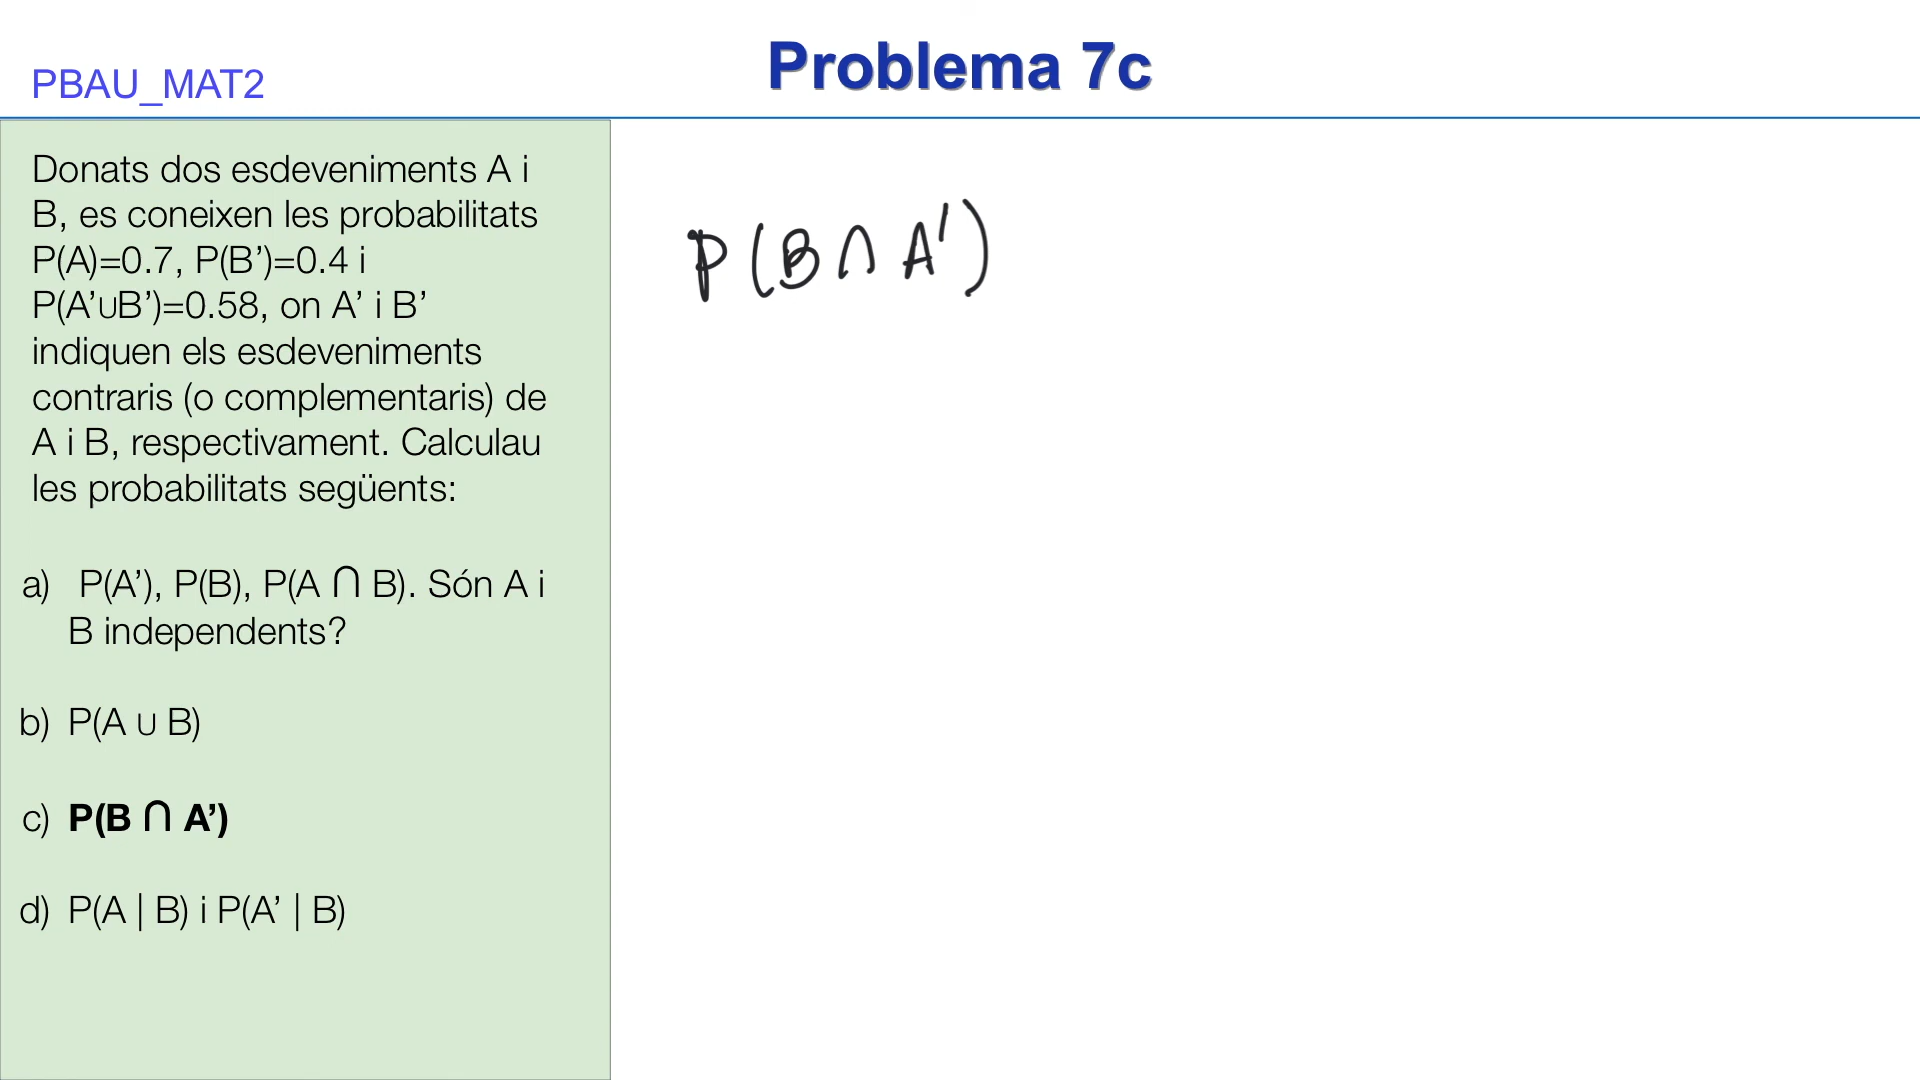 PBAU_MAT2
Problema 7c
Donats dos esdeveniments A i
B, es coneixen les probabilitats
P(A)=0.7, P(B’)=0.4 i
P(A’∪B’)=0.58, on A’ i B’
indiquen els esdeveniments
contraris (o complementaris) de
A i B, respectivament. Calculau
les probabilitats següents:
a) P(A’), P(B), P(A ∩ B). Són A i
B independents?
b) P(A ∪ B)
c) P(B ∩ A’)
d) P(A | B) i P(A’ | B)
P(B ∩ A')